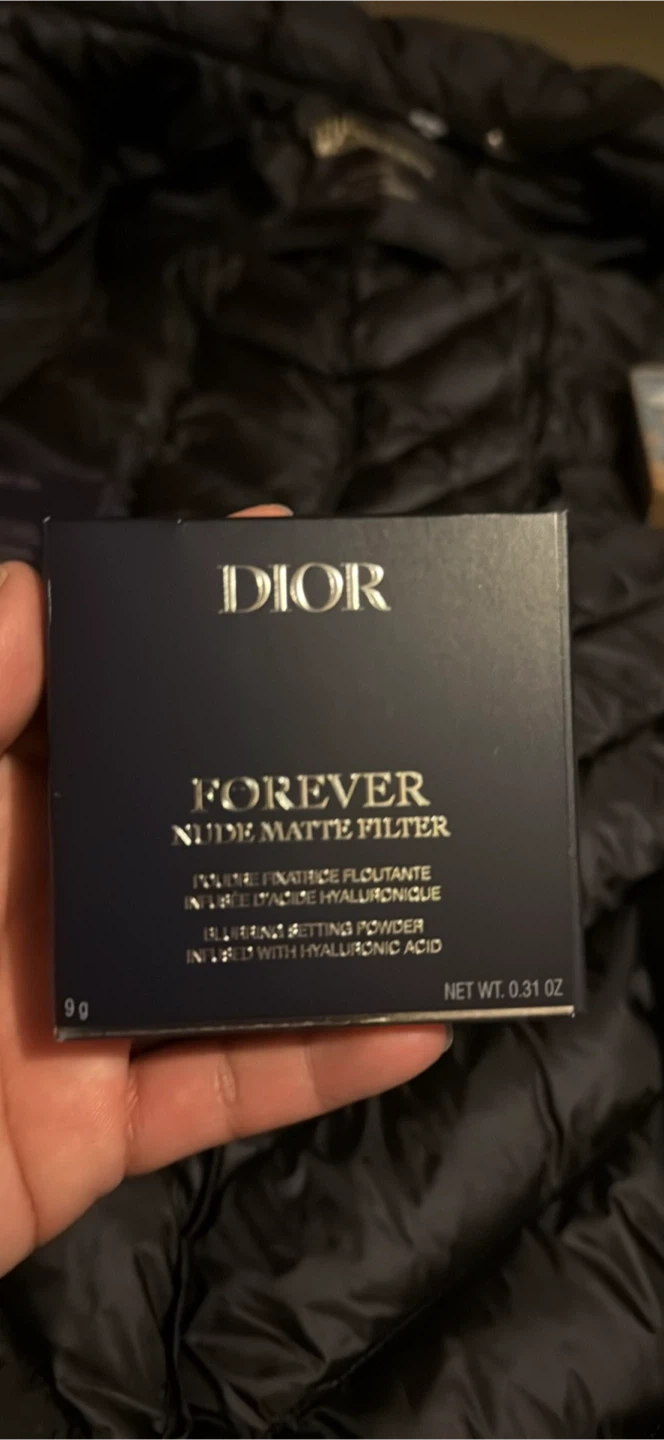 DIOR
FOREVER
NUDE MATTE FILTER
POUDRE FIXATRICE FLOUTANTE
INFUSÉE D'ACIDE HYALURONIQUE
BLURRING SETTING POWDER
INFUSED WITH HYALURONIC ACID
9 g
NET WT. 0.31 OZ